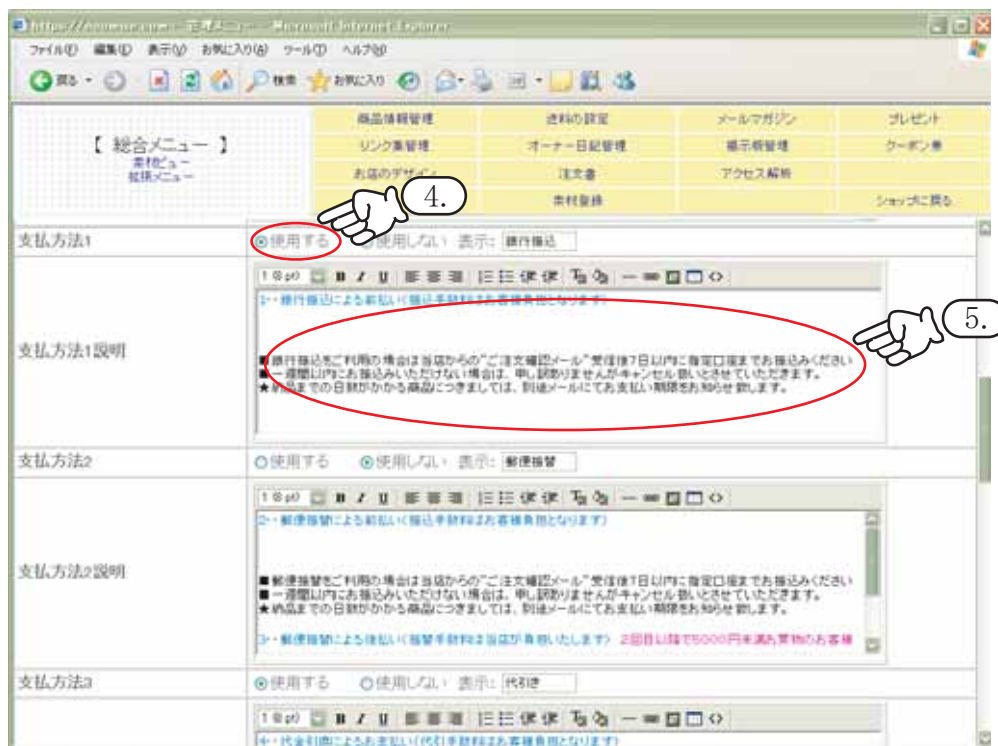 ファイル(F) 編集(E) 表示(V) お気に入り(A) ツール(T) ヘルプ(H)
戻る 検索 お気に入り
商品情報管理 送料の設定 メールマガジン プレゼント
【 総合メニュー 】 リンク集管理 オーナー日記管理 掲示板管理 クーポン券
素材ビュー
拡張メニュー
お店のデザイン 注文書 アクセス解析
素材登録 ショップに戻る
4.
支払方法1 使用する 使用しない 表示: 銀行振込
1 (8 pt) B I U
1・・銀行振込による前払い(振込手数料はお客様負担となります)
5.
支払方法1説明
■銀行振込をご利用の場合は当店からの"ご注文確認メール"受信後7日以内に指定口座までお振込みください
■一週間以内にお振込みいただけない場合は、申し訳ありませんがキャンセル扱いとさせていただきます。
★納品までの日数がかかる商品につきましては、別途メールにてお支払い期限をお知らせ致します。
支払方法2 使用する 使用しない 表示: 郵便振替
1 (8 pt) B I U
2・・郵便振替による前払い(振込手数料はお客様負担となります)
支払方法2説明
■郵便振替をご利用の場合は当店からの"ご注文確認メール"受信後7日以内に指定口座までお振込みください
■一週間以内にお振込みいただけない場合は、申し訳ありませんがキャンセル扱いとさせていただきます。
★納品までの日数がかかる商品につきましては、別途メールにてお支払い期限をお知らせ致します。
3・・郵便振替による後払い(振替手数料は当店が負担いたします) 2回目以降で5000円未満お買物のお客様
支払方法3 使用する 使用しない 表示: 代引き
1 (8 pt) B I U
4・・代金引換によるお支払い(代引手数料はお客様負担となります)